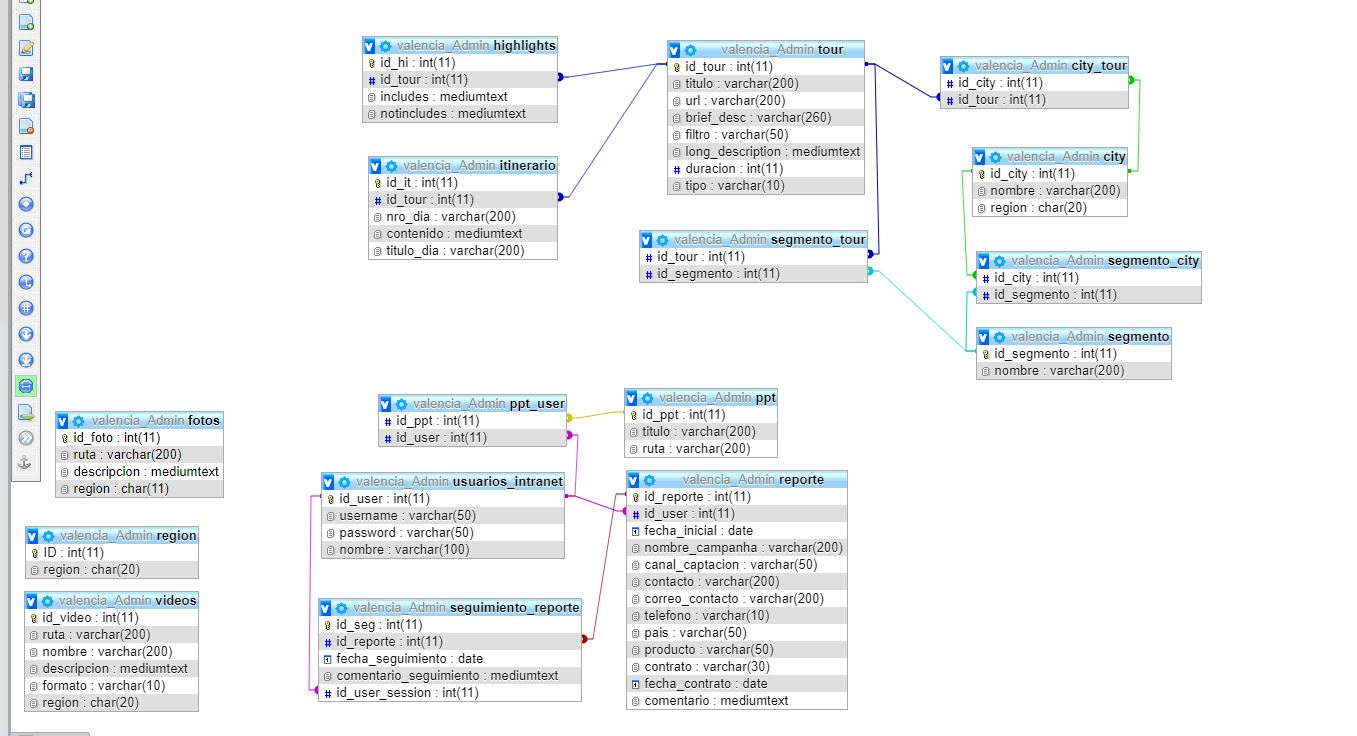 valencia_Admin highlights
id_hi : int(11)
id_tour : int(11)
includes : mediumtext
notincludes : mediumtext
valencia_Admin tour
id_tour : int(11)
titulo : varchar(200)
url : varchar(200)
brief_desc : varchar(260)
filtro : varchar(50)
long_description : mediumtext
duracion : int(11)
tipo : varchar(10)
valencia_Admin city_tour
id_city : int(11)
id_tour : int(11)
valencia_Admin itinerario
id_it : int(11)
id_tour : int(11)
nro_dia : varchar(200)
contenido : mediumtext
titulo_dia : varchar(200)
valencia_Admin city
id_city : int(11)
nombre : varchar(200)
region : char(20)
valencia_Admin segmento_tour
id_tour : int(11)
id_segmento : int(11)
valencia_Admin segmento_city
id_city : int(11)
id_segmento : int(11)
valencia_Admin segmento
id_segmento : int(11)
nombre : varchar(200)
valencia_Admin ppt_user
id_ppt : int(11)
id_user : int(11)
valencia_Admin ppt
id_ppt : int(11)
titulo : varchar(200)
ruta : varchar(200)
valencia_Admin fotos
id_foto : int(11)
ruta : varchar(200)
descripcion : mediumtext
region : char(11)
valencia_Admin usuarios_intranet
id_user : int(11)
username : varchar(50)
password : varchar(50)
nombre : varchar(100)
valencia_Admin reporte
id_reporte : int(11)
id_user : int(11)
fecha_inicial : date
nombre_campanha : varchar(200)
canal_captacion : varchar(50)
contacto : varchar(200)
correo_contacto : varchar(200)
telefono : varchar(10)
pais : varchar(50)
producto : varchar(50)
contrato : varchar(30)
fecha_contrato : date
comentario : mediumtext
valencia_Admin region
ID : int(11)
region : char(20)
valencia_Admin videos
id_video : int(11)
ruta : varchar(200)
nombre : varchar(200)
descripcion : mediumtext
formato : varchar(10)
region : char(20)
valencia_Admin seguimiento_reporte
id_seg : int(11)
id_reporte : int(11)
fecha_seguimiento : date
comentario_seguimiento : mediumtext
id_user_session : int(11)